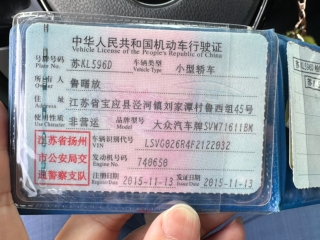 中华人民共和国机动车行驶证
Vehicle License of the People's Republic of China
号牌号码 Plate No. 苏KL596D 车辆类型 Vehicle Type 小型轿车
所有人 Owner 鲁曙放
住址 Address 江苏省宝应县泾河镇刘家潭村鲁西组45号
使用性质 Use Character 非营运 品牌型号 Model 大众汽车牌SVW71611BM
江苏省扬州
市公安局交
通警察支队
车辆识别代号 VIN LSVG026R4F2122032
发动机号码 Engine No. 740650
注册日期 Register Date 2015-11-13 发证日期 Issue Date 2015-11-13